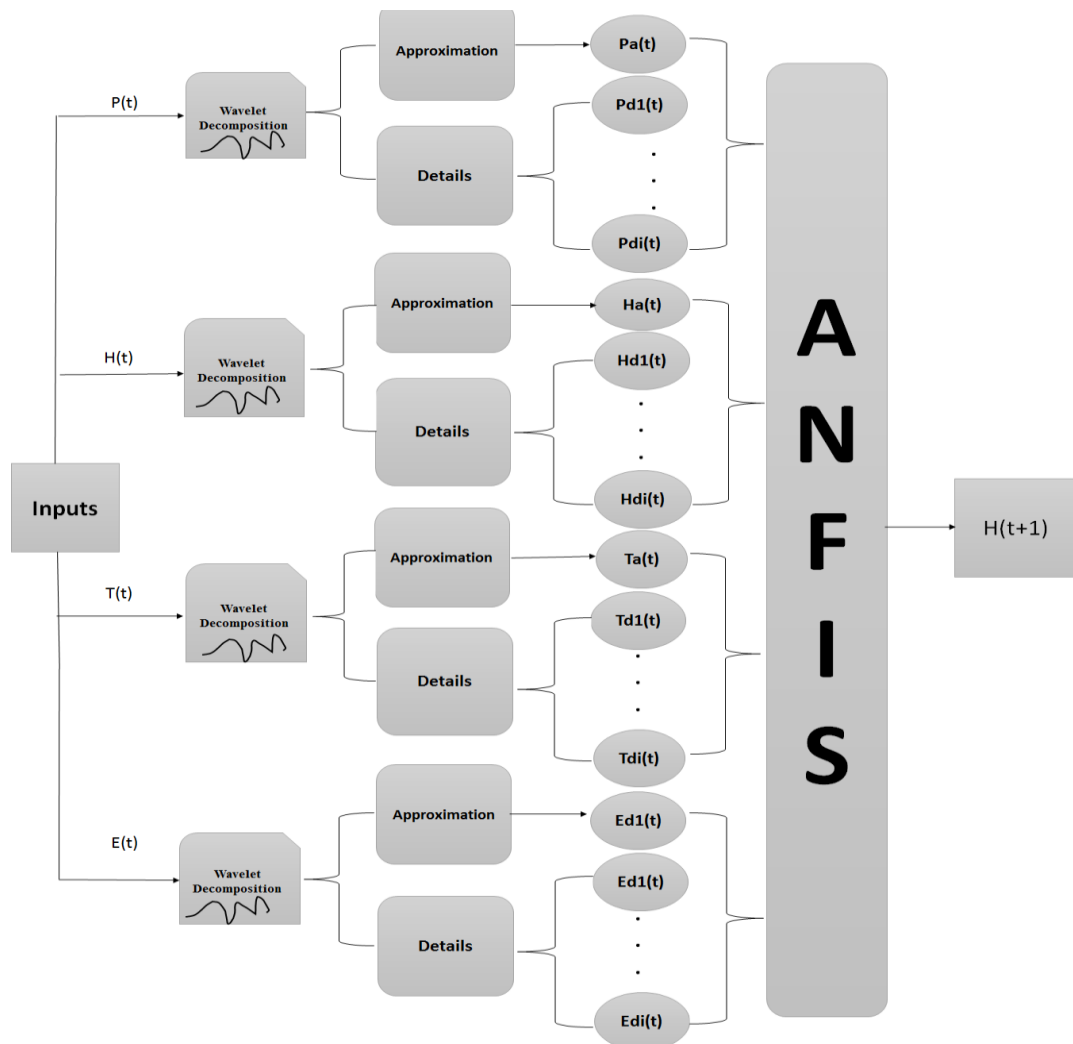 Inputs
P(t)
Wavelet
Decomposition
Approximation
Pa(t)
Details
Pd1(t)
Pdi(t)
H(t)
Wavelet
Decomposition
Approximation
Ha(t)
Details
Hd1(t)
Hdi(t)
T(t)
Wavelet
Decomposition
Approximation
Ta(t)
Details
Td1(t)
Tdi(t)
E(t)
Wavelet
Decomposition
Approximation
Ed1(t)
Details
Ed1(t)
Edi(t)
A
N
F
I
S
H(t+1)